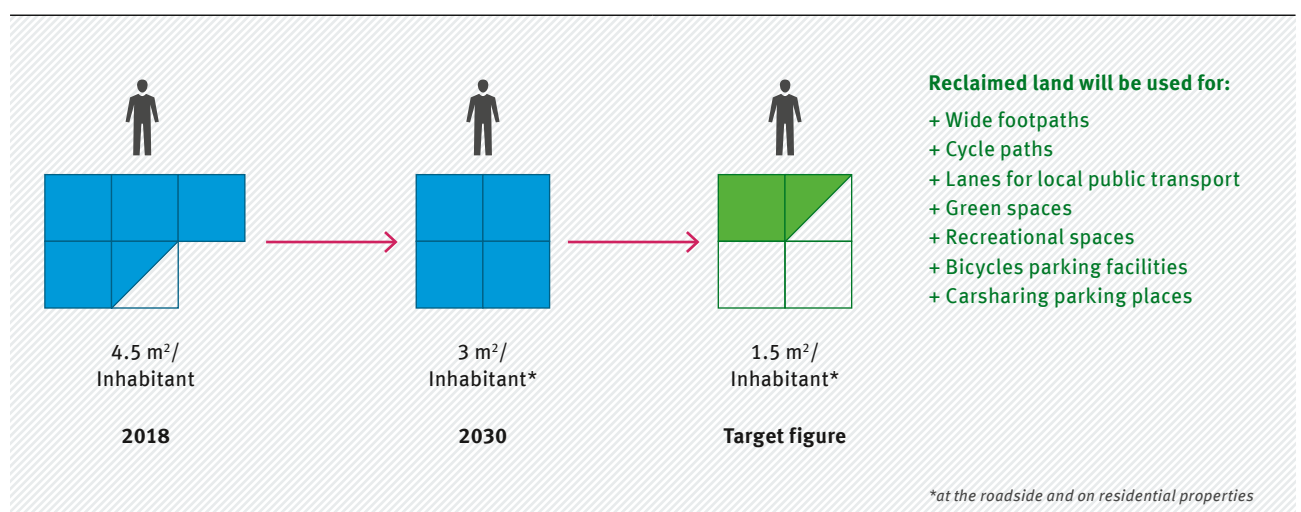 Reclaimed land will be used for:
+ Wide footpaths
+ Cycle paths
+ Lanes for local public transport
+ Green spaces
+ Recreational spaces
+ Bicycles parking facilities
+ Carsharing parking places
4.5 m²/
Inhabitant
2018
3 m²/
Inhabitant*
2030
1.5 m²/
Inhabitant*
Target figure
*at the roadside and on residential properties